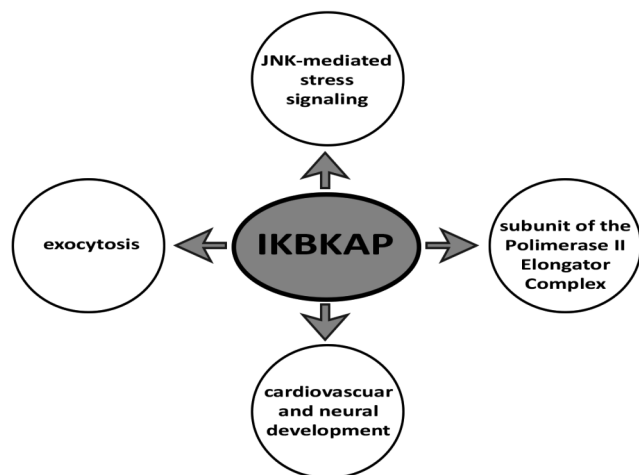 JNK-mediated
stress
signaling
exocytosis
IKBKAP
subunit of the
Polimerase II
Elongator
Complex
cardiovascuar
and neural
development